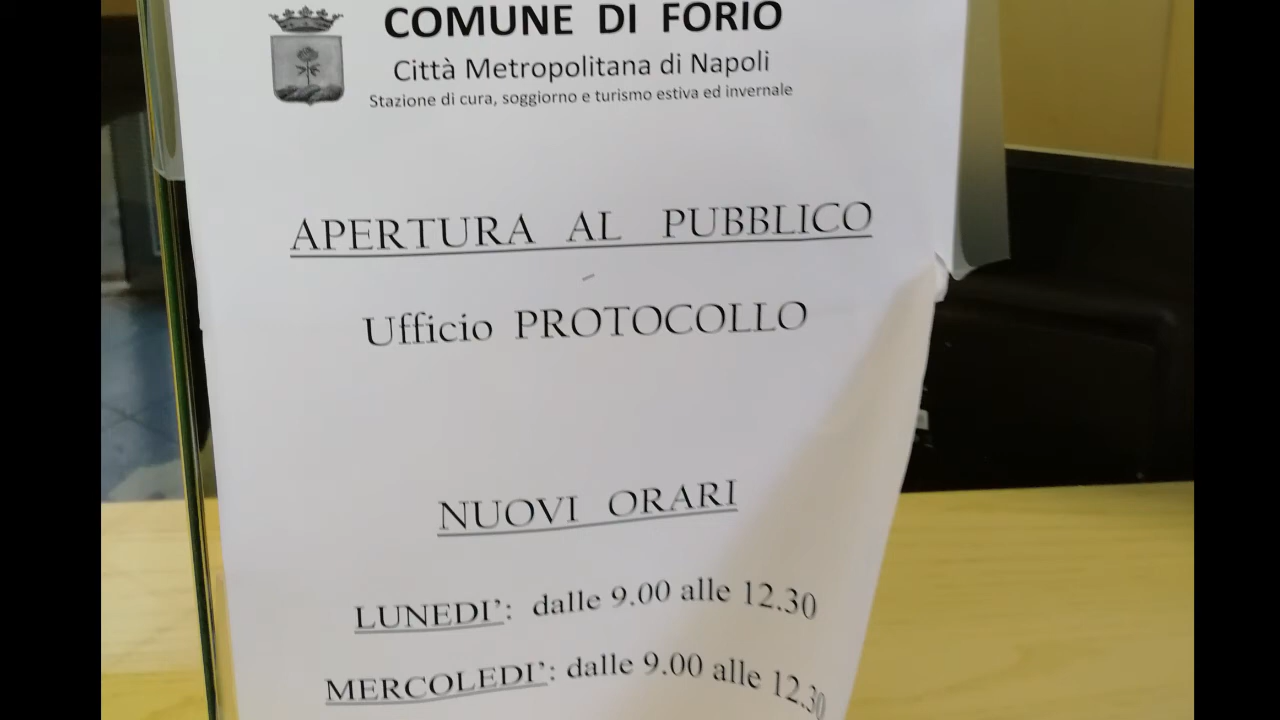 COMUNE DI FORIO
Città Metropolitana di Napoli
Stazione di cura, soggiorno e turismo estiva ed invernale
APERTURA AL PUBBLICO
Ufficio PROTOCOLLO
NUOVI ORARI
LUNEDI’: dalle 9.00 alle 12.30
MERCOLEDI’: dalle 9.00 alle 12.30